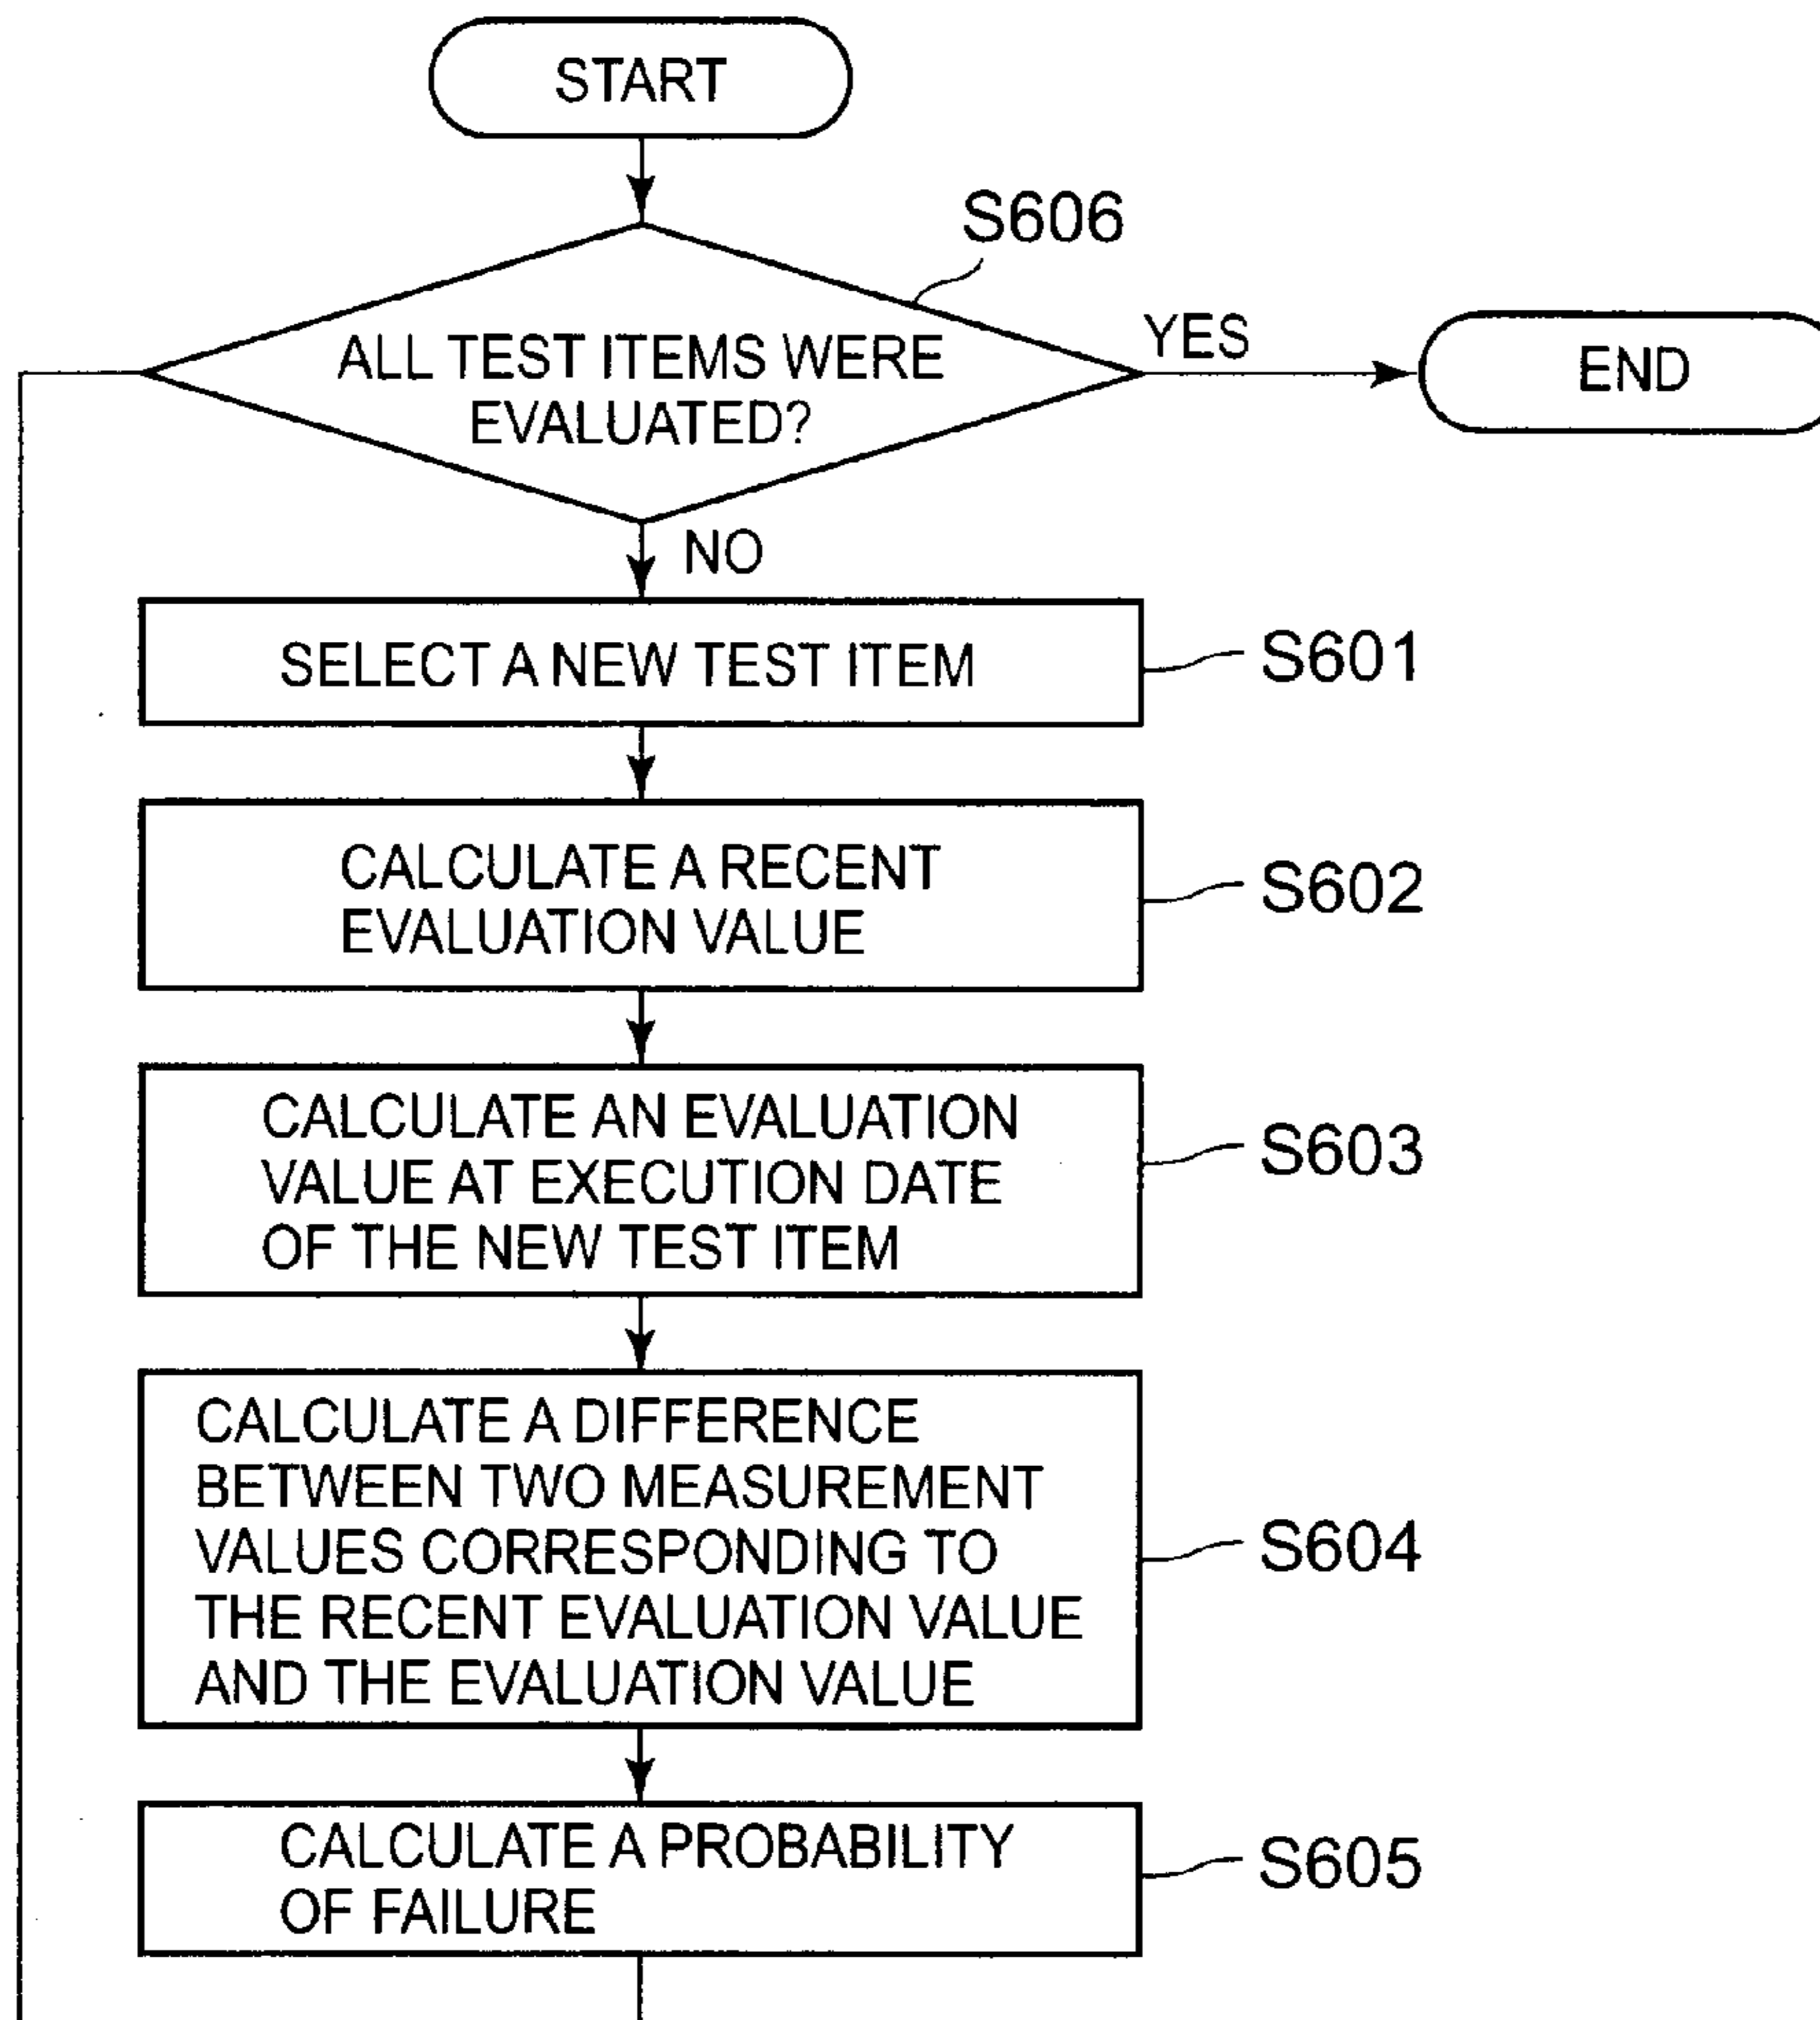 START
S606
ALL TEST ITEMS WERE
EVALUATED?
YES
END
NO
SELECT A NEW TEST ITEM
S601
CALCULATE A RECENT
EVALUATION VALUE
S602
CALCULATE AN EVALUATION
VALUE AT EXECUTION DATE
OF THE NEW TEST ITEM
S603
CALCULATE A DIFFERENCE
BETWEEN TWO MEASUREMENT
VALUES CORRESPONDING TO
THE RECENT EVALUATION VALUE
AND THE EVALUATION VALUE
S604
CALCULATE A PROBABILITY
OF FAILURE
S605